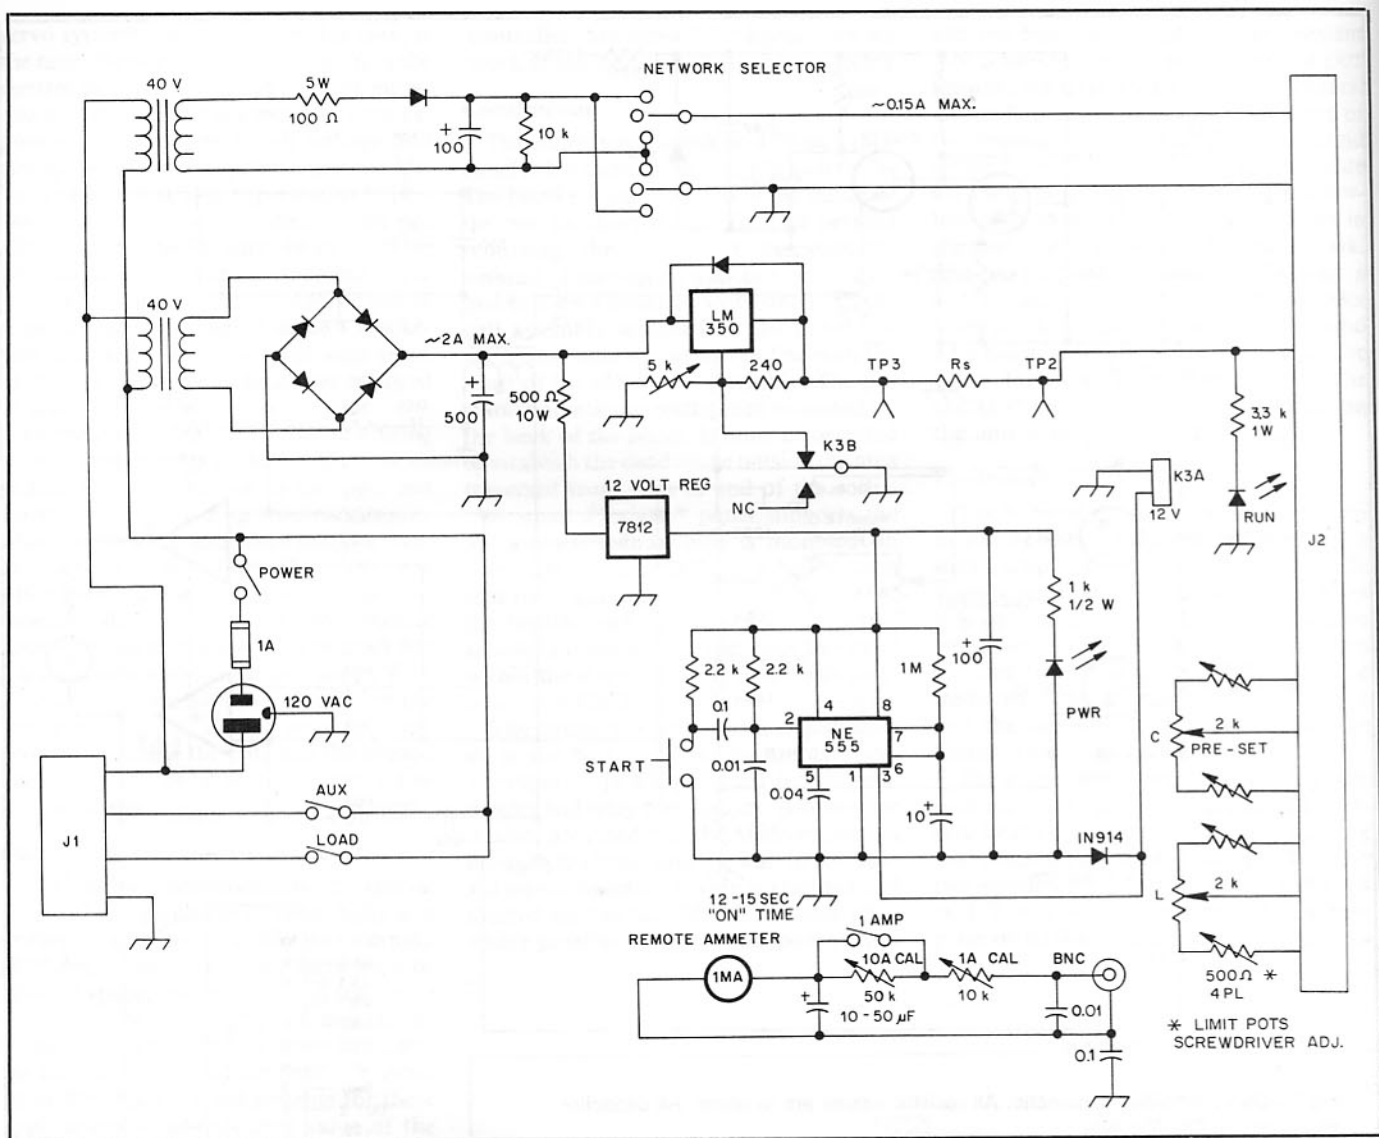 NETWORK SELECTOR
40 V
5W
100 Ω
+
100
10 k
~0.15A MAX.
40 V
~2A MAX.
LM
350
5 k
240
TP3
Rs
TP2
+
500
500 Ω
10W
3.3 k
1W
K3B
K3A
12 V
RUN
NC
12 VOLT REG
7812
J2
POWER
1A
120 VAC
1 k
1/2 W
2.2 k
2.2 k
1 M
+
100
PWR
0.1
2
4
8
NE
555
7
6
5
1
3
START
0.01
0.04
10
+
C
2 k
PRE-SET
AUX
LOAD
J1
IN914
L
2 k
12-15 SEC
"ON" TIME
1 AMP
REMOTE AMMETER
1MA
10A CAL
50 k
1A CAL
10 k
BNC
+
10-50 µF
0.01
0.1
500Ω *
4 PL
* LIMIT POTS
SCREWDRIVER ADJ.